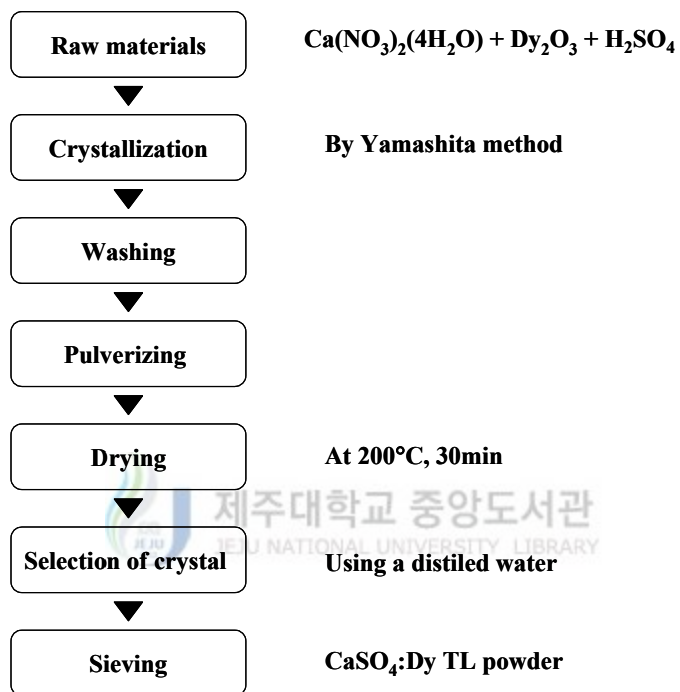 Raw materials Ca(NO₃)₂(4H₂O) + Dy₂O₃ + H₂SO₄
Crystallization By Yamashita method
Washing
Pulverizing
Drying At 200°C, 30min
제주대학교 중앙도서관
JEJU JEJU NATIONAL UNIVERSITY LIBRARY
Selection of crystal Using a distiled water
Sieving CaSO₄:Dy TL powder